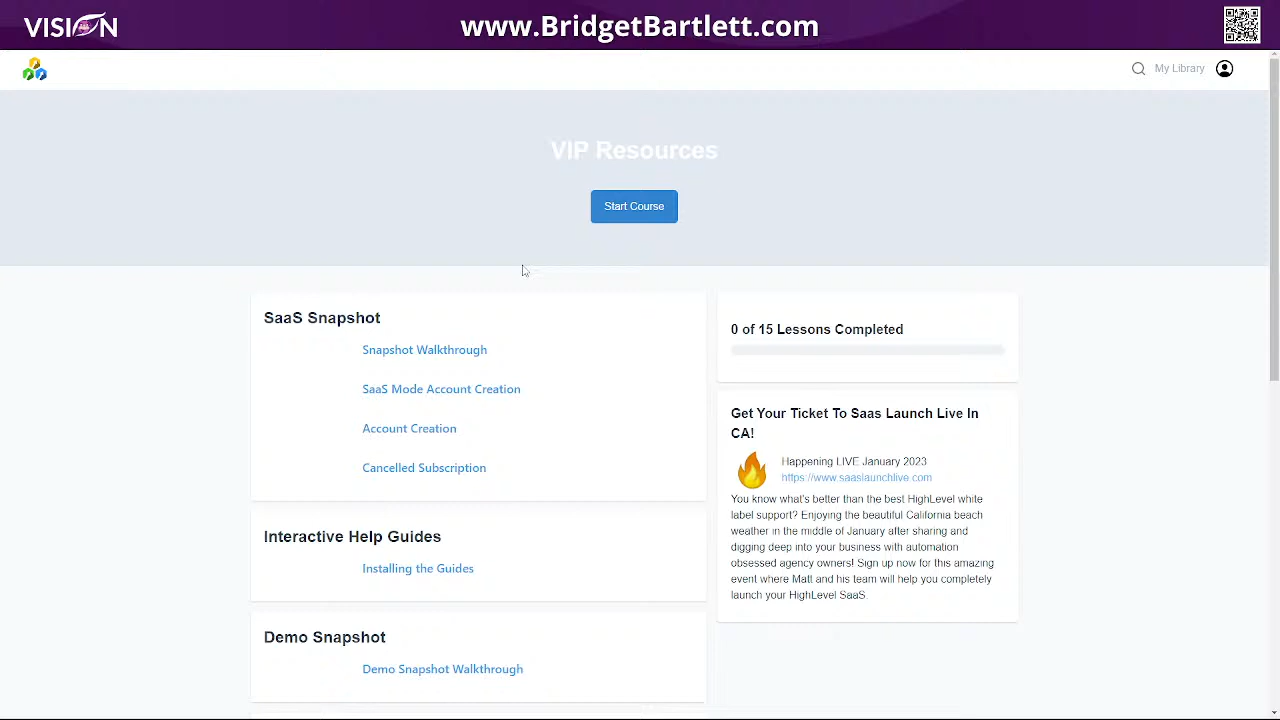 VISION
www.BridgetBartlett.com
My Library
VIP Resources
Start Course
SaaS Snapshot
Snapshot Walkthrough
SaaS Mode Account Creation
Account Creation
Cancelled Subscription
Interactive Help Guides
Installing the Guides
Demo Snapshot
Demo Snapshot Walkthrough
0 of 15 Lessons Completed
Get Your Ticket To Saas Launch Live In
CA!
Happening LIVE January 2023
https://www.saaslaunchlive.com
You know what's better than the best HighLevel white
label support? Enjoying the beautiful California beach
weather in the middle of January after sharing and
digging deep into your business with automation
obsessed agency owners! Sign up now for this amazing
event where Matt and his team will help you completely
launch your HighLevel SaaS